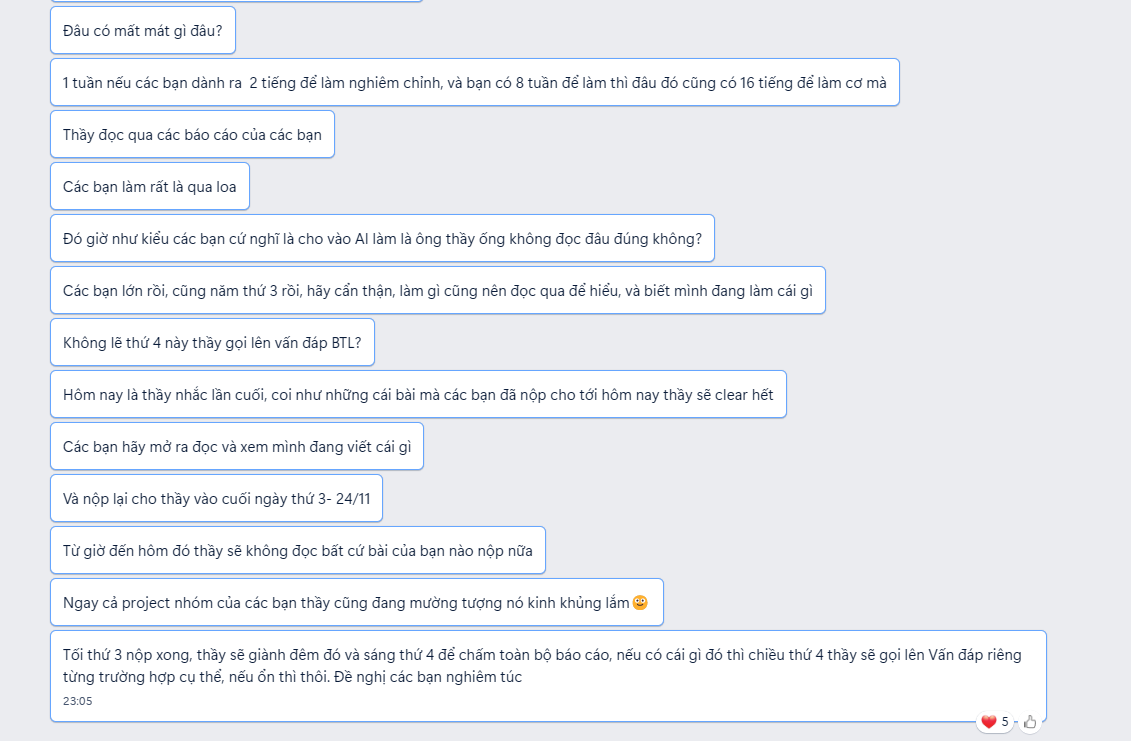 Đâu có mất mát gì đâu?
1 tuần nếu các bạn dành ra 2 tiếng để làm nghiêm chỉnh, và bạn có 8 tuần để làm thì đâu đó cũng có 16 tiếng để làm cơ mà
Thầy đọc qua các báo cáo của các bạn
Các bạn làm rất là qua loa
Đó giờ như kiểu các bạn cứ nghĩ là cho vào AI làm là ông thầy ống không đọc đâu đúng không?
Các bạn lớn rồi, cũng năm thứ 3 rồi, hãy cẩn thận, làm gì cũng nên đọc qua để hiểu, và biết mình đang làm cái gì
Không lẽ thứ 4 này thầy gọi lên vấn đáp BTL?
Hôm nay là thầy nhắc lần cuối, coi như những cái bài mà các bạn đã nộp cho tới hôm nay thầy sẽ clear hết
Các bạn hãy mở ra đọc và xem mình đang viết cái gì
Và nộp lại cho thầy vào cuối ngày thứ 3- 24/11
Từ giờ đến hôm đó thầy sẽ không đọc bất cứ bài của bạn nào nộp nữa
Ngay cả project nhóm của các bạn thầy cũng đang mường tượng nó kinh khủng lắm
Tối thứ 3 nộp xong, thầy sẽ giành đêm đó và sáng thứ 4 để chấm toàn bộ báo cáo, nếu có cái gì đó thì chiều thứ 4 thầy sẽ gọi lên Vấn đáp riêng
từng trường hợp cụ thể, nếu ổn thì thôi. Đề nghị các bạn nghiêm túc
23:05
5